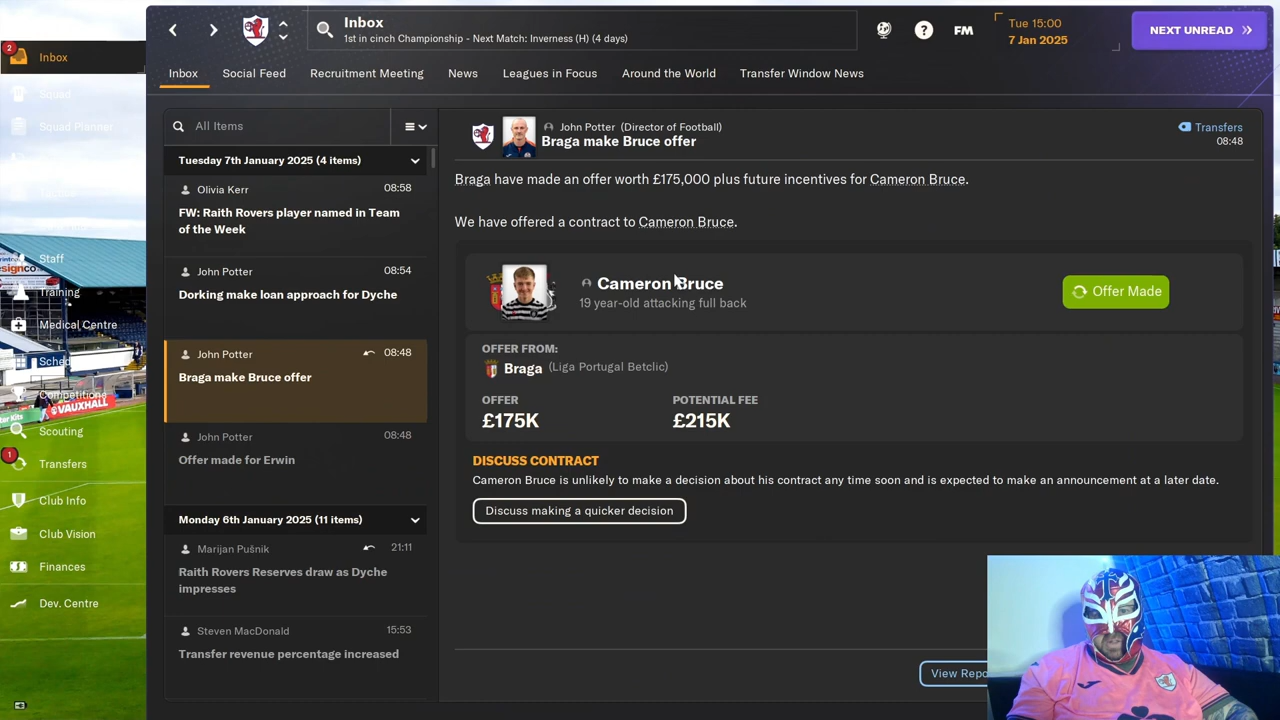 Inbox
1st in cinch Championship - Next Match: Inverness (H) (4 days)
FM
Tue 15:00
7 Jan 2025
NEXT UNREAD
2
Inbox
Squad
Squad Planner
Staff
Training
Medical Centre
Competitions
Scouting
1
Transfers
Club Info
Club Vision
Finances
Dev. Centre
VAUXHALL
Inbox
Social Feed
Recruitment Meeting
News
Leagues in Focus
Around the World
Transfer Window News
All Items
Tuesday 7th January 2025 (4 items)
Olivia Kerr
08:58
FW: Raith Rovers player named in Team
of the Week
John Potter
08:54
Dorking make loan approach for Dyche
John Potter
08:48
Braga make Bruce offer
John Potter
08:48
Offer made for Erwin
Monday 6th January 2025 (11 items)
Marijan Pušnik
21:11
Raith Rovers Reserves draw as Dyche
impresses
Steven MacDonald
15:53
Transfer revenue percentage increased
John Potter (Director of Football)
Braga make Bruce offer
Transfers
08:48
Braga have made an offer worth £175,000 plus future incentives for Cameron Bruce.
We have offered a contract to Cameron Bruce.
Cameron Bruce
19 year-old attacking full back
Offer Made
OFFER FROM:
Braga (Liga Portugal Betclic)
OFFER
POTENTIAL FEE
£175K
£215K
DISCUSS CONTRACT
Cameron Bruce is unlikely to make a decision about his contract any time soon and is expected to make an announcement at a later date.
Discuss making a quicker decision
View Repo